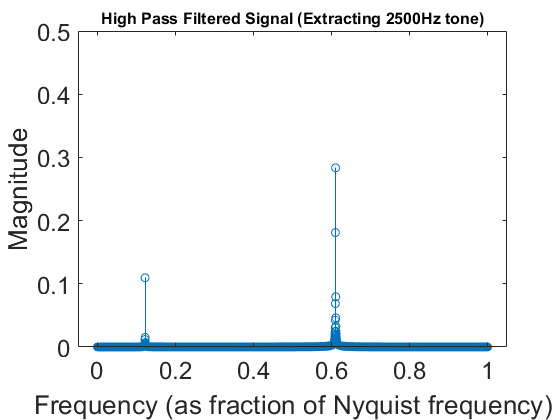 High Pass Filtered Signal (Extracting 2500Hz tone)
0.5
0.4
0.3
0.2
0.1
0
Magnitude
0 0.2 0.4 0.6 0.8 1
Frequency (as fraction of Nyquist frequency)